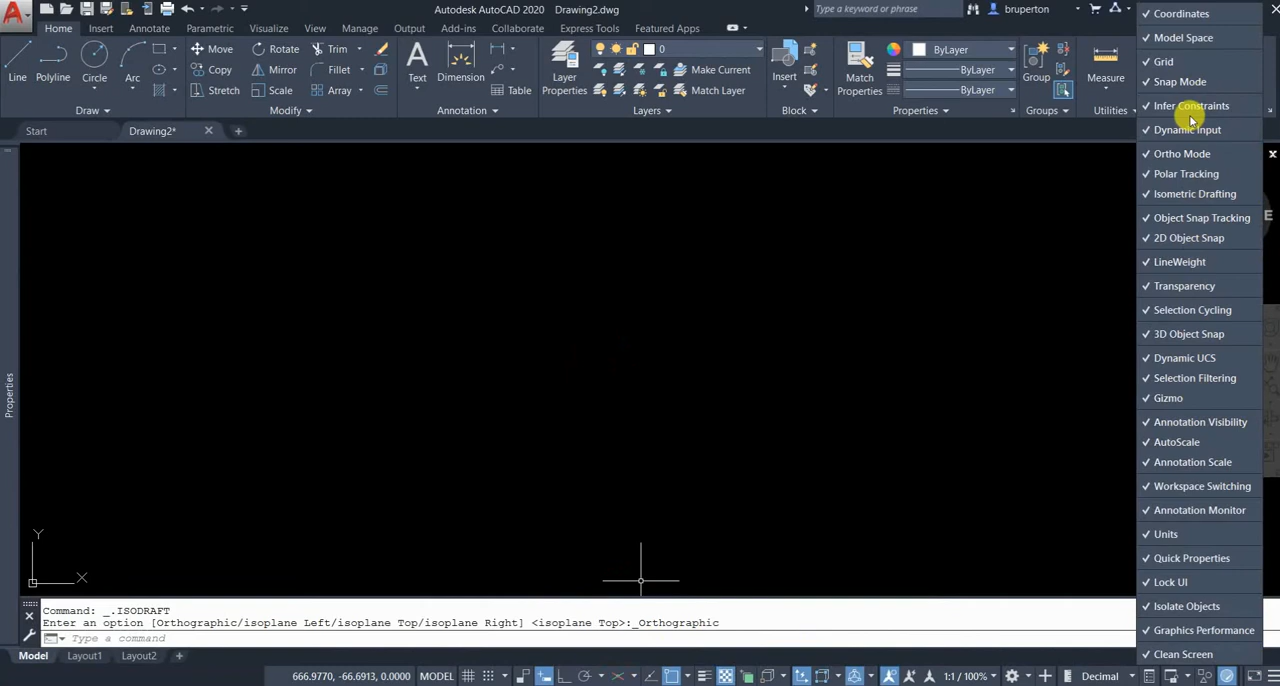 Autodesk AutoCAD 2020 Drawing2.dwg
Type a keyword or phrase
bruperton
Home Insert Annotate Parametric Visualize View Manage Output Add-ins Collaborate Express Tools Featured Apps
Line Polyline Circle Arc
Move Rotate Trim
Copy Mirror Fillet
Stretch Scale Array
Text Dimension Table
Layer Properties
0
Make Current
Match Layer
Insert
Match Properties
ByLayer
ByLayer
ByLayer
Group
Measure
Draw Modify Annotation Layers Block Properties Groups Utilities
Start Drawing2*
Properties
Y
X
Coordinates
Model Space
Grid
Snap Mode
Infer Constraints
Dynamic Input
Ortho Mode
Polar Tracking
Isometric Drafting
Object Snap Tracking
2D Object Snap
LineWeight
Transparency
Selection Cycling
3D Object Snap
Dynamic UCS
Selection Filtering
Gizmo
Annotation Visibility
AutoScale
Annotation Scale
Workspace Switching
Annotation Monitor
Units
Quick Properties
Lock UI
Isolate Objects
Graphics Performance
Clean Screen
E
Command: _.ISODRAFT
Enter an option [Orthographic/isoplane Left/isoplane Top/isoplane Right] <isoplane Top>:_Orthographic
Type a command
Model Layout1 Layout2
666.9770, -66.6913, 0.0000 MODEL 1:1 / 100% Decimal